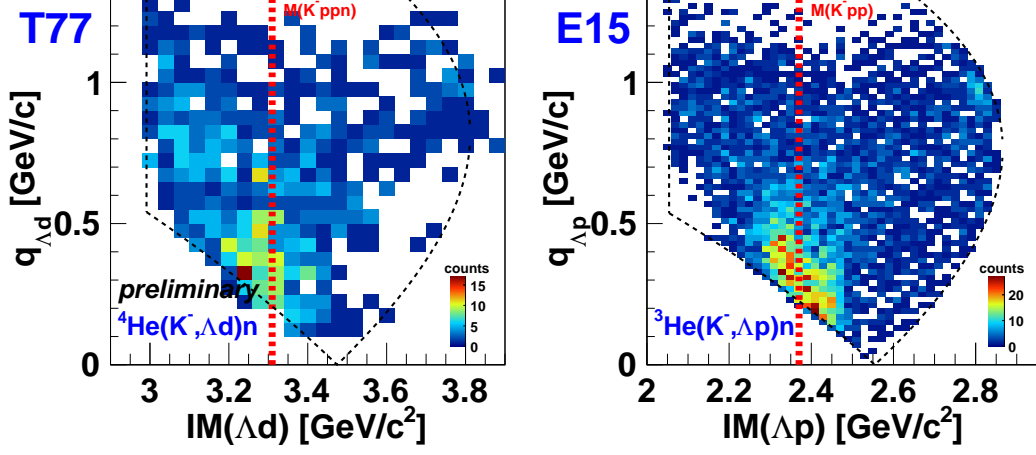 T77
M(K⁻ppn)
1
0.5
0
q_Λd [GeV/c]
preliminary
⁴He(K⁻,Λd)n
counts
15
10
5
0
3
3.2
3.4
3.6
3.8
IM(Λd) [GeV/c²]
E15
M(K⁻pp)
1
0.5
0
q_Λp [GeV/c]
³He(K⁻,Λp)n
counts
20
10
0
2
2.2
2.4
2.6
2.8
IM(Λp) [GeV/c²]